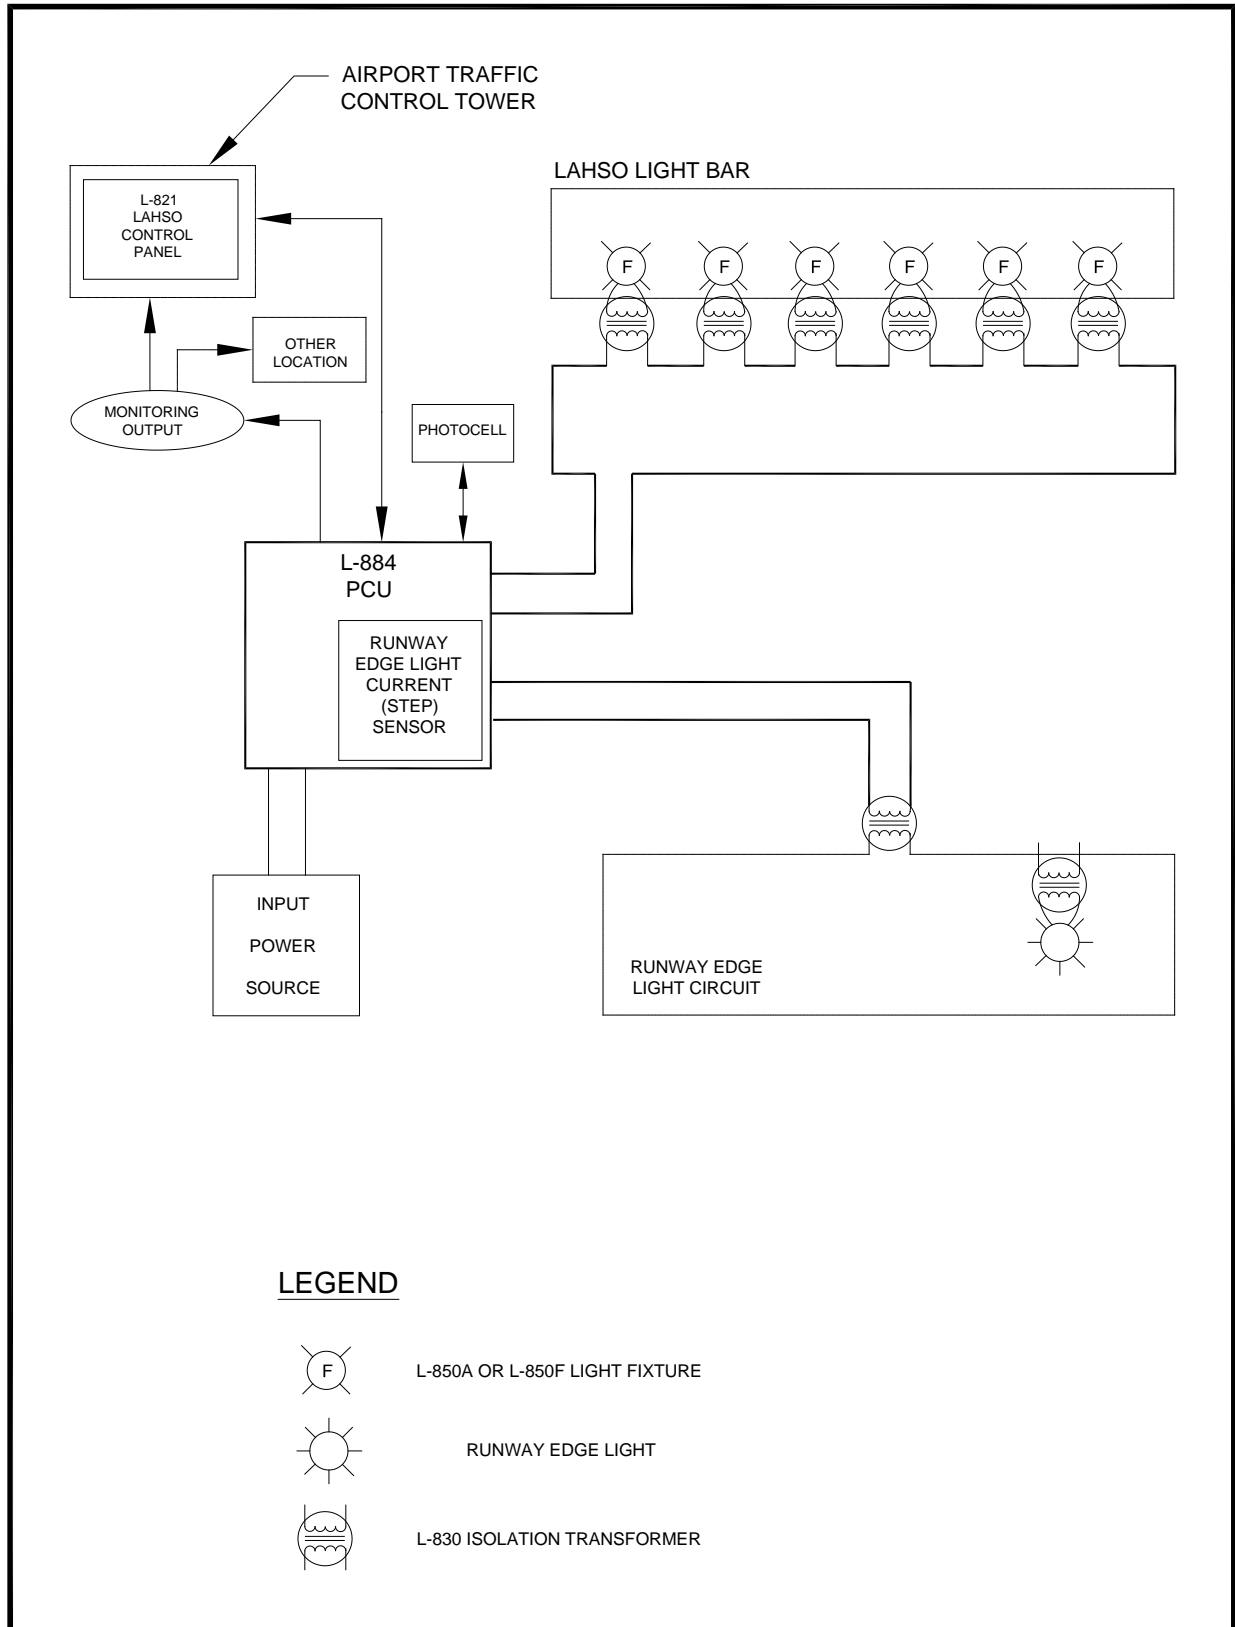 AIRPORT TRAFFIC
CONTROL TOWER
LAHSO LIGHT BAR
L-821
LAHSO
CONTROL
PANEL
F F F F F F
OTHER
LOCATION
MONITORING
OUTPUT
PHOTOCELL
L-884
PCU
RUNWAY
EDGE LIGHT
CURRENT
(STEP)
SENSOR
INPUT
POWER
SOURCE
RUNWAY EDGE
LIGHT CIRCUIT
LEGEND
F L-850A OR L-850F LIGHT FIXTURE
RUNWAY EDGE LIGHT
L-830 ISOLATION TRANSFORMER